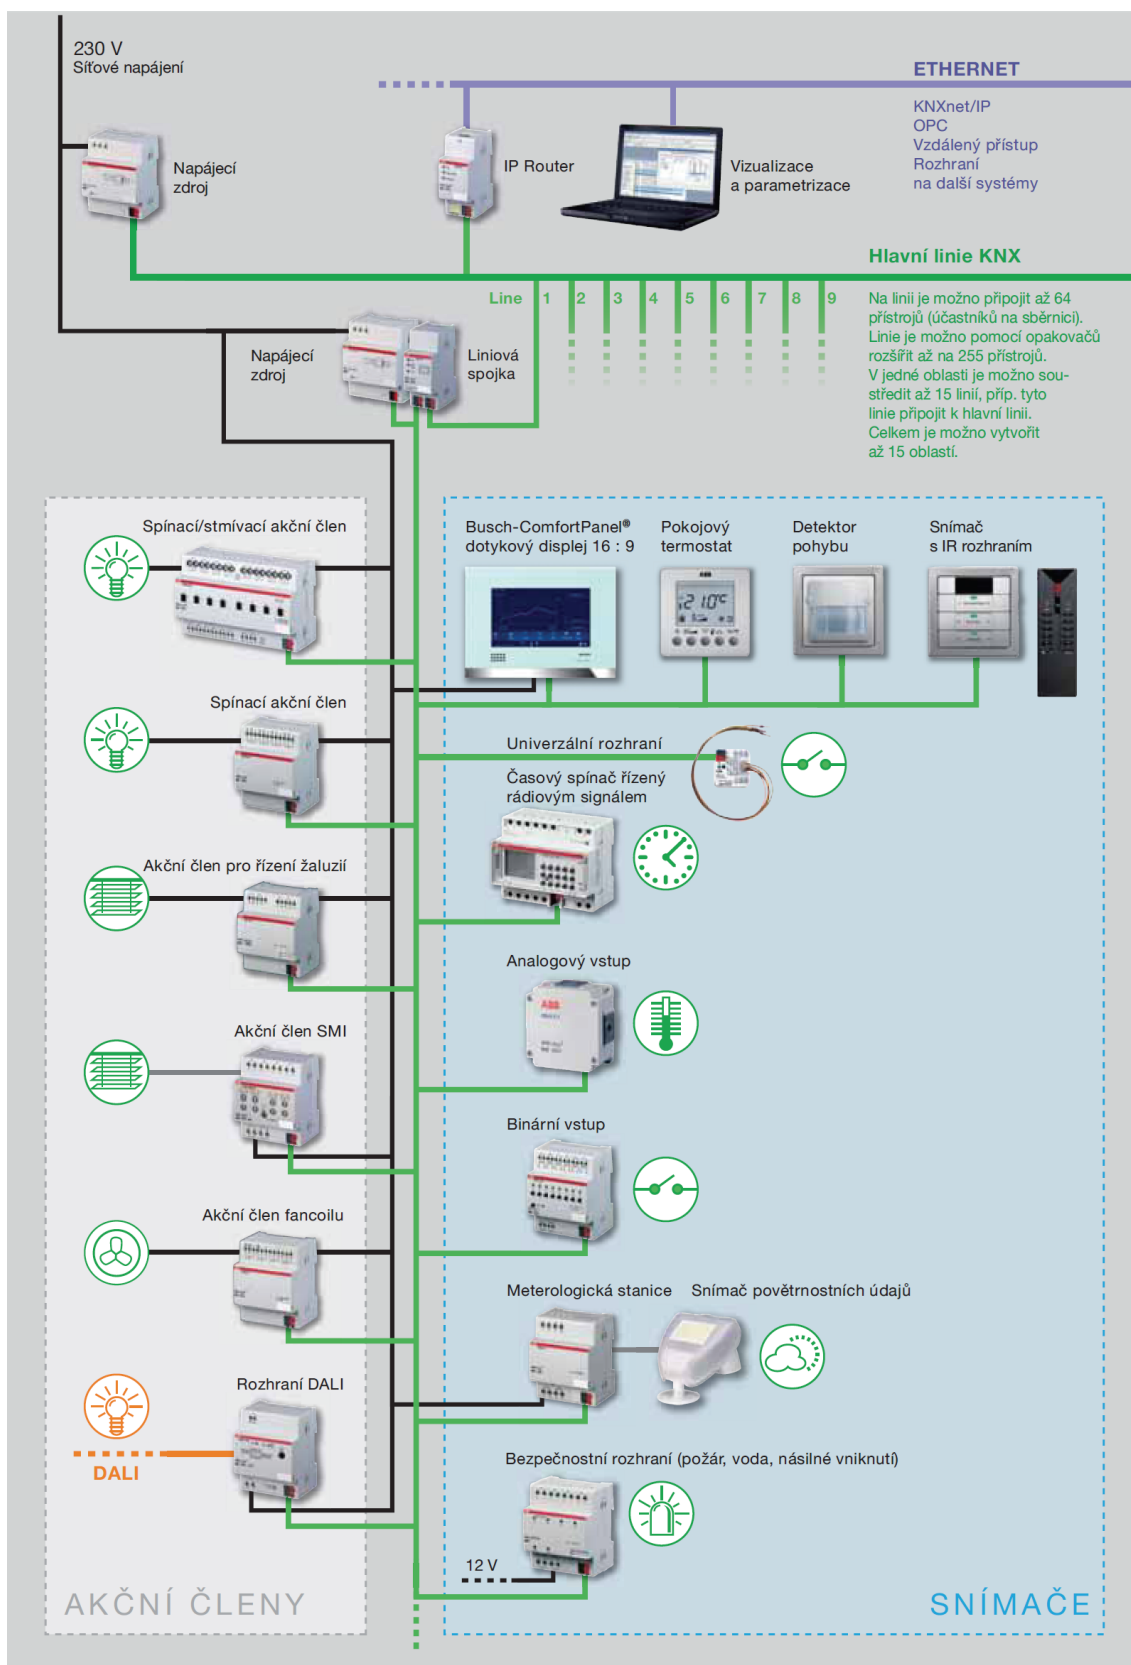 230 V
Síťové napájení
ETHERNET
KNXnet/IP
OPC
Vzdálený přístup
Rozhraní
na další systémy
Napájecí
zdroj
IP Router
Vizualizace
a parametrizace
Hlavní linie KNX
Line 1 2 3 4 5 6 7 8 9
Na linii je možno připojit až 64
přístrojů (účastníků na sběrnici).
Linie je možno pomocí opakovačů
rozšířit až na 255 přístrojů.
V jedné oblasti je možno sou-
středit až 15 linií, příp. tyto
linie připojit k hlavní linii.
Celkem je možno vytvořit
až 15 oblastí.
Napájecí
zdroj
Liniová
spojka
Spínací/stmívací akční člen
Spínací akční člen
Akční člen pro řízení žaluzií
Akční člen SMI
Akční člen fancoilu
Rozhraní DALI
DALI
AKČNÍ ČLENY
Busch-ComfortPanel®
dotykový displej 16 : 9
Pokojový
termostat
Detektor
pohybu
Snímač
s IR rozhraním
ABB
21.0°C
Univerzální rozhraní
Časový spínač řízený
rádiovým signálem
Analogový vstup
ABB
Binární vstup
Meterologická stanice
Snímač povětrnostních údajů
Bezpečnostní rozhraní (požár, voda, násilné vniknutí)
12 V
SNÍMAČE